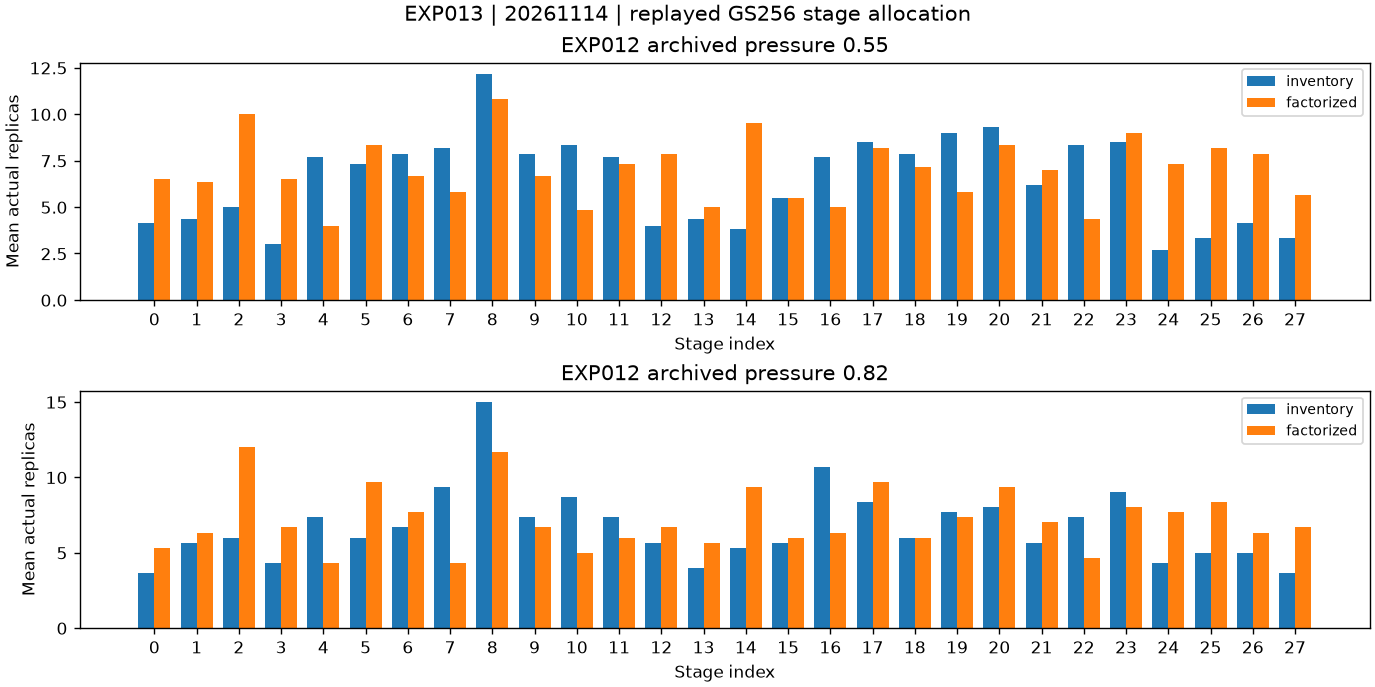 EXP013 | 20261114 | replayed GS256 stage allocation
EXP012 archived pressure 0.55
Mean actual replicas
12.5
10.0
7.5
5.0
2.5
0.0
inventory
factorized
0 1 2 3 4 5 6 7 8 9 10 11 12 13 14 15 16 17 18 19 20 21 22 23 24 25 26 27
Stage index
EXP012 archived pressure 0.82
Mean actual replicas
15
10
5
0
inventory
factorized
0 1 2 3 4 5 6 7 8 9 10 11 12 13 14 15 16 17 18 19 20 21 22 23 24 25 26 27
Stage index